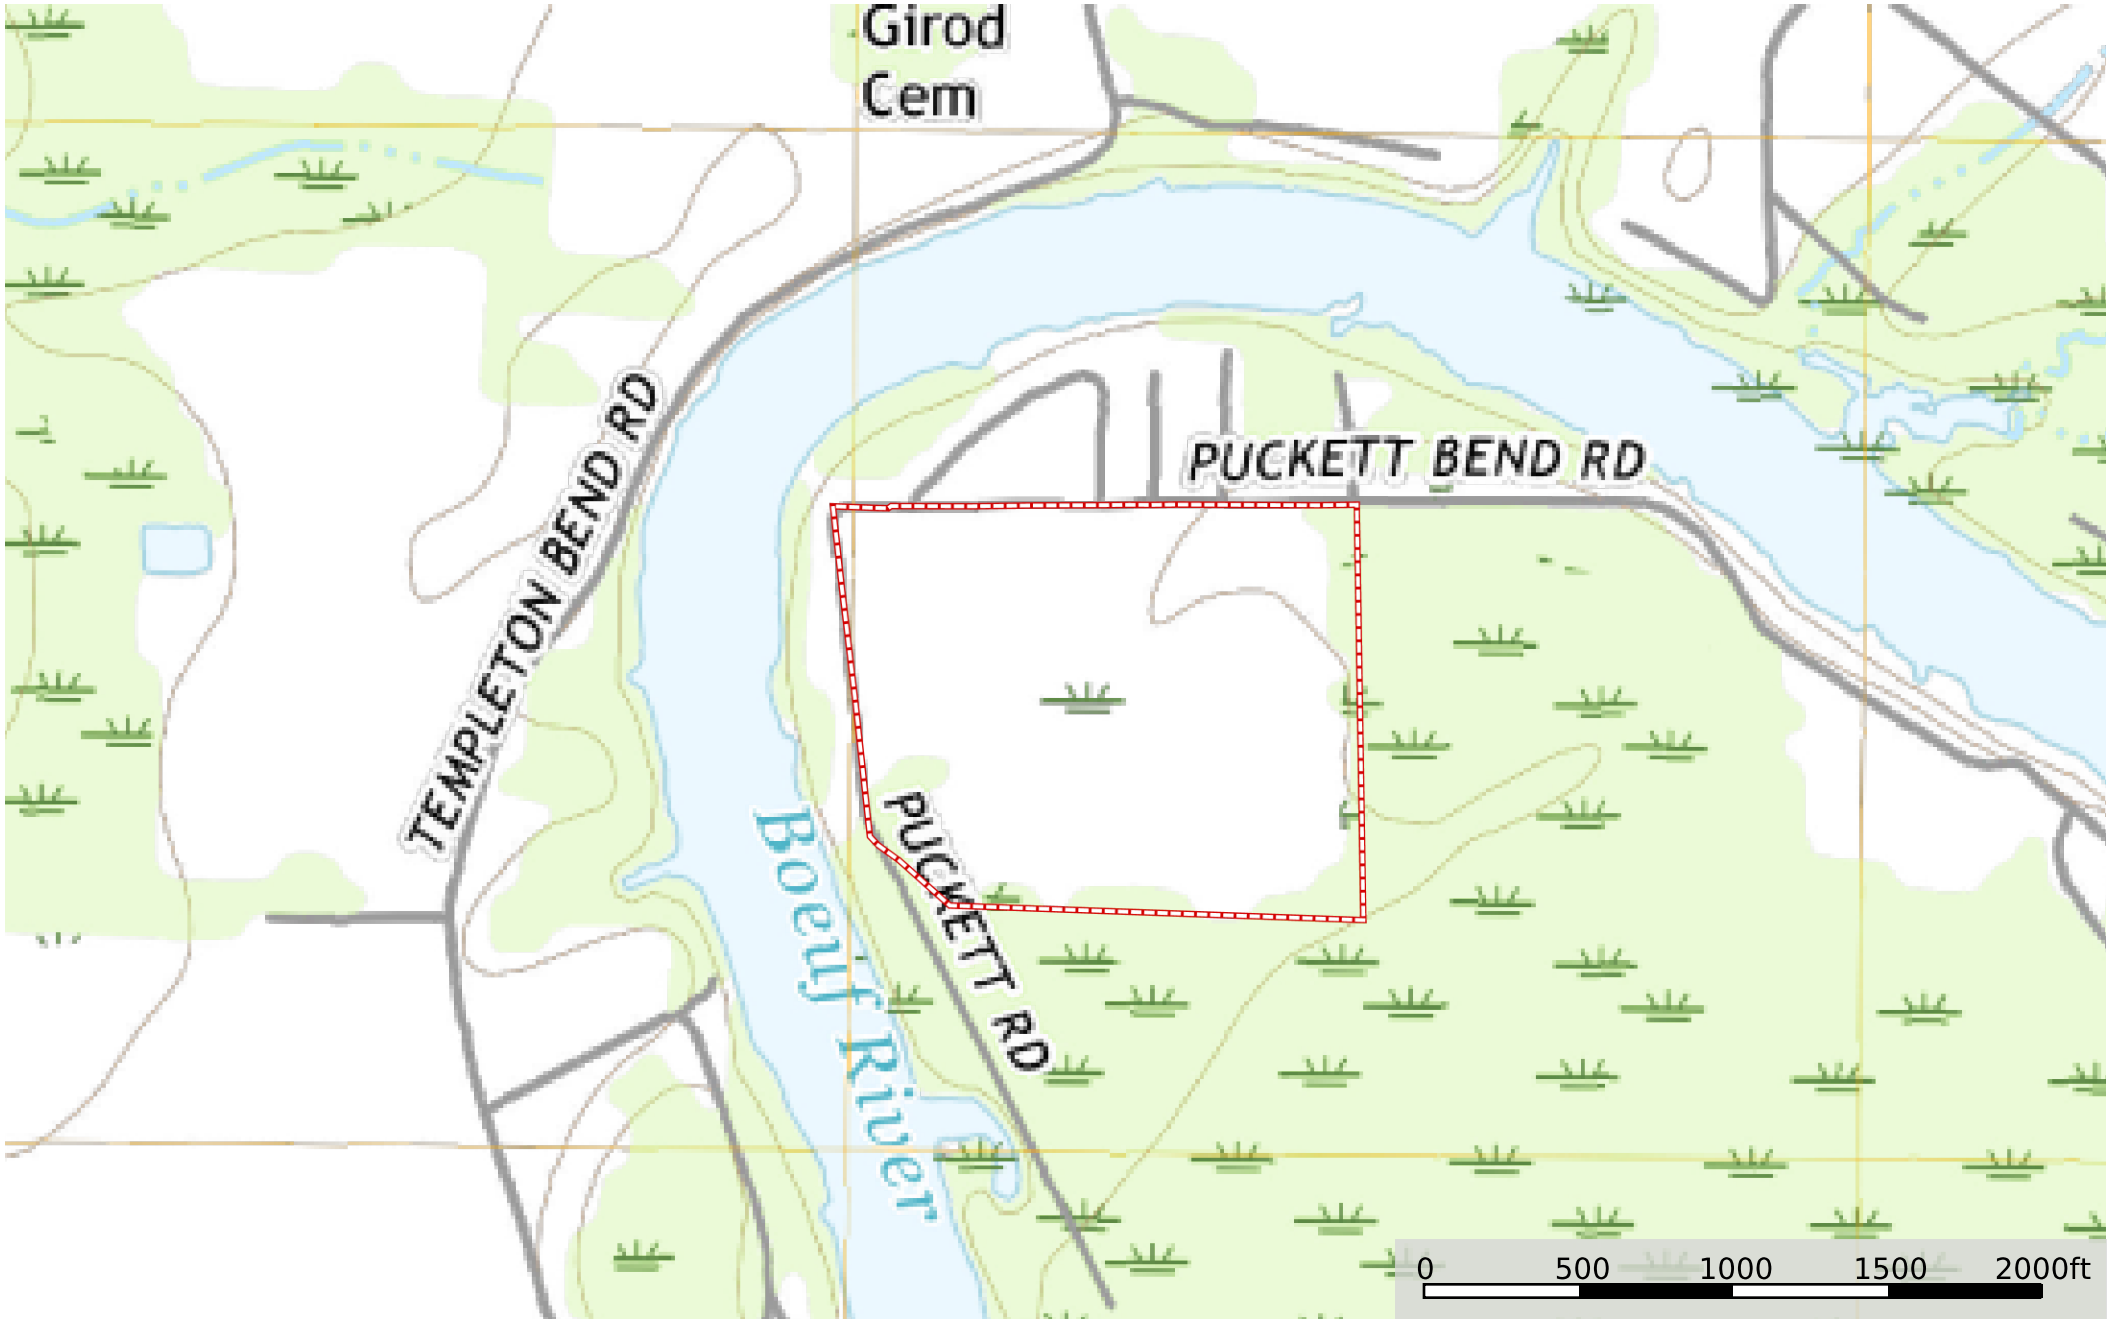 Girod
Cem
TEMPLETON BEND RD
PUCKETT BEND RD
PUCKETT RD
Boeuf River
0 500 1000 1500 2000ft